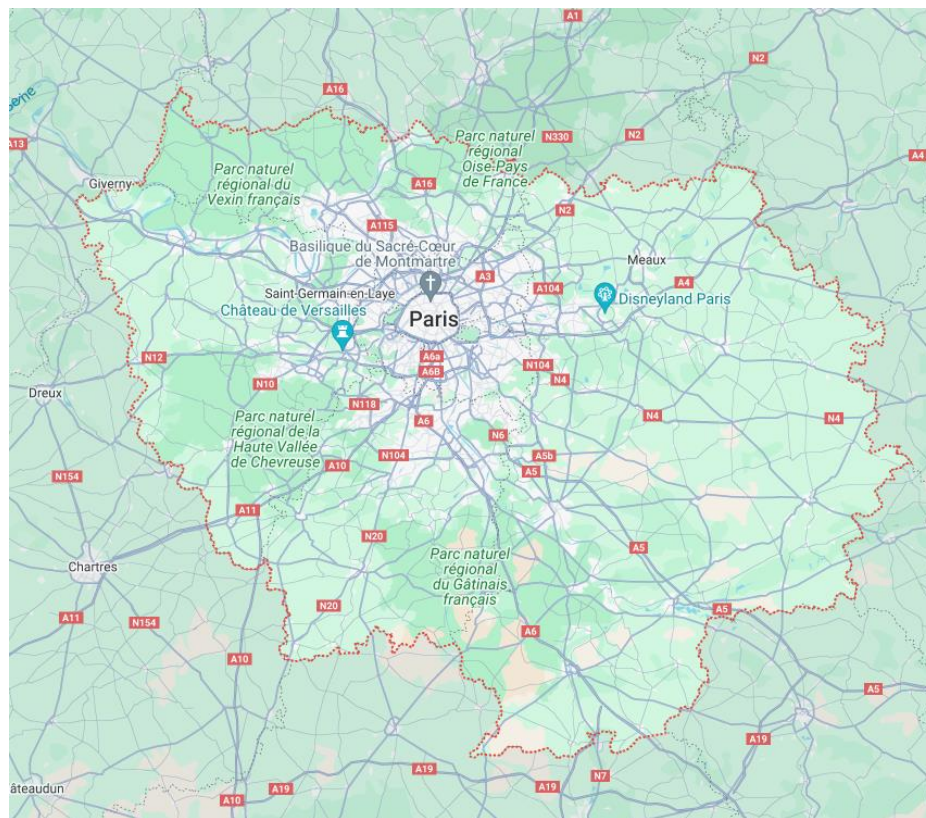 A1
N2
A16
Seine
A13
N330
N2
Parc naturel
régional
Oise-Pays
de France
A4
Parc naturel
régional du
Vexin français
Giverny
A16
N2
A115
Basilique du Sacré-Cœur
de Montmartre
Meaux
A3
A4
A104
Saint-Germain-en-Laye
Château de Versailles
Disneyland Paris
Paris
N12
A6a
A6B
N104
N4
N10
Dreux
N118
A6
N4
N4
Parc naturel
régional de la
Haute Vallée
de Chevreuse
N6
N104
A5b
A10
A5
N154
A11
N20
A5
Parc naturel
régional
du Gâtinais
français
Chartres
N20
A5
A11
N154
A6
A10
A5
A19
A19
N7
A19
A19
âteaudun
A10